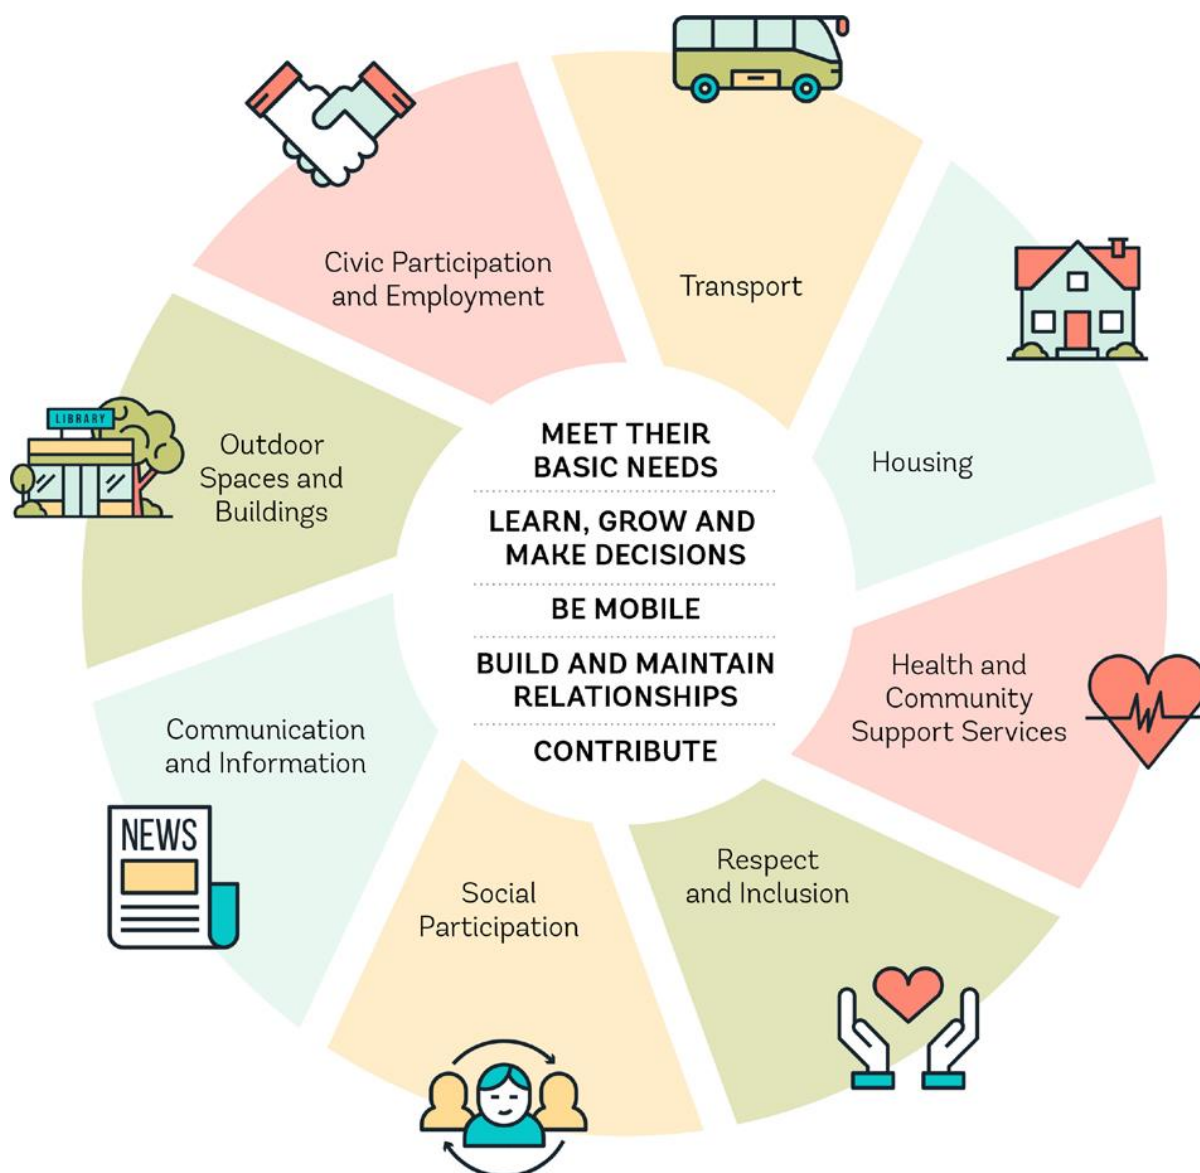 Civic Participation
and Employment
Transport
Housing
LIBRARY
Outdoor
Spaces and
Buildings
MEET THEIR
BASIC NEEDS
LEARN, GROW AND
MAKE DECISIONS
BE MOBILE
BUILD AND MAINTAIN
RELATIONSHIPS
CONTRIBUTE
Health and
Community
Support Services
Communication
and Information
NEWS
Social
Participation
Respect
and Inclusion